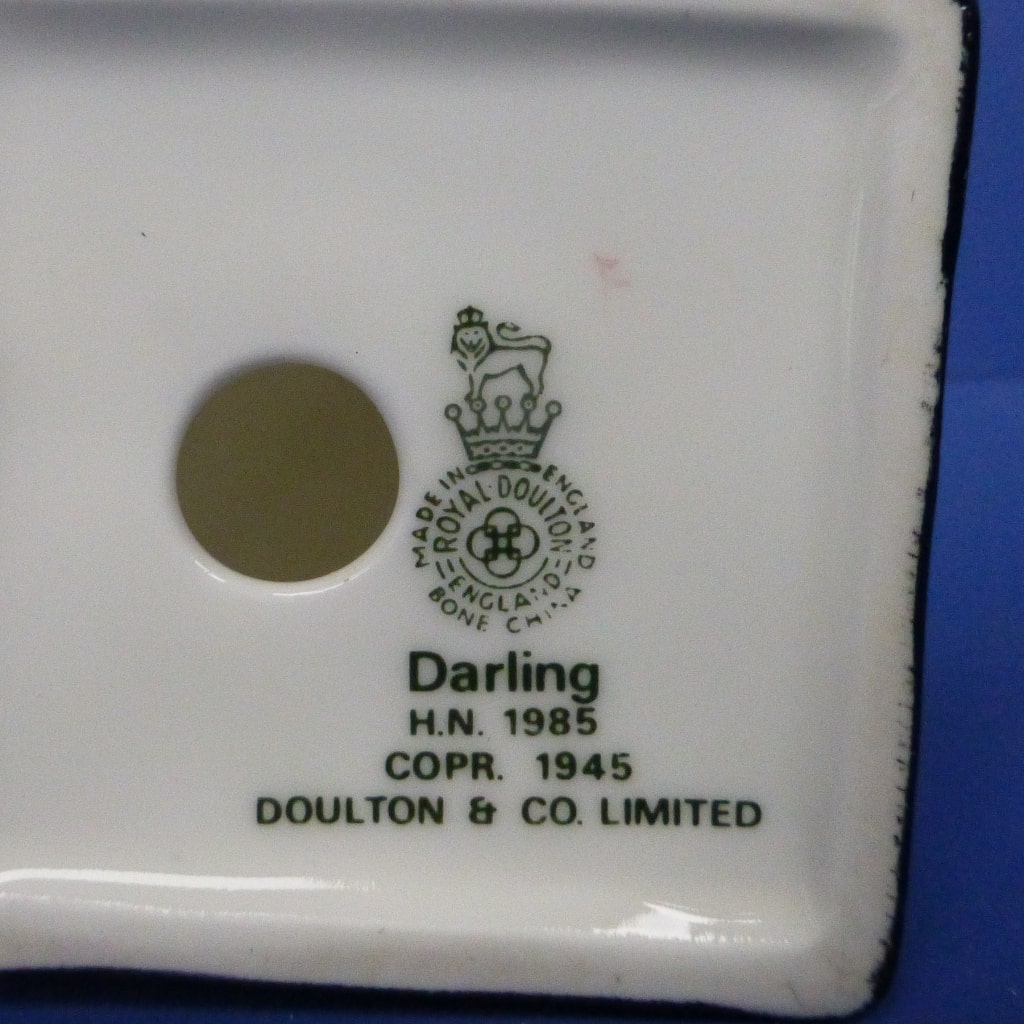 MADE IN ENGLAND
ROYAL DOULTON
ENGLAND
BONE CHINA
Darling
H.N. 1985
COPR. 1945
DOULTON & CO. LIMITED